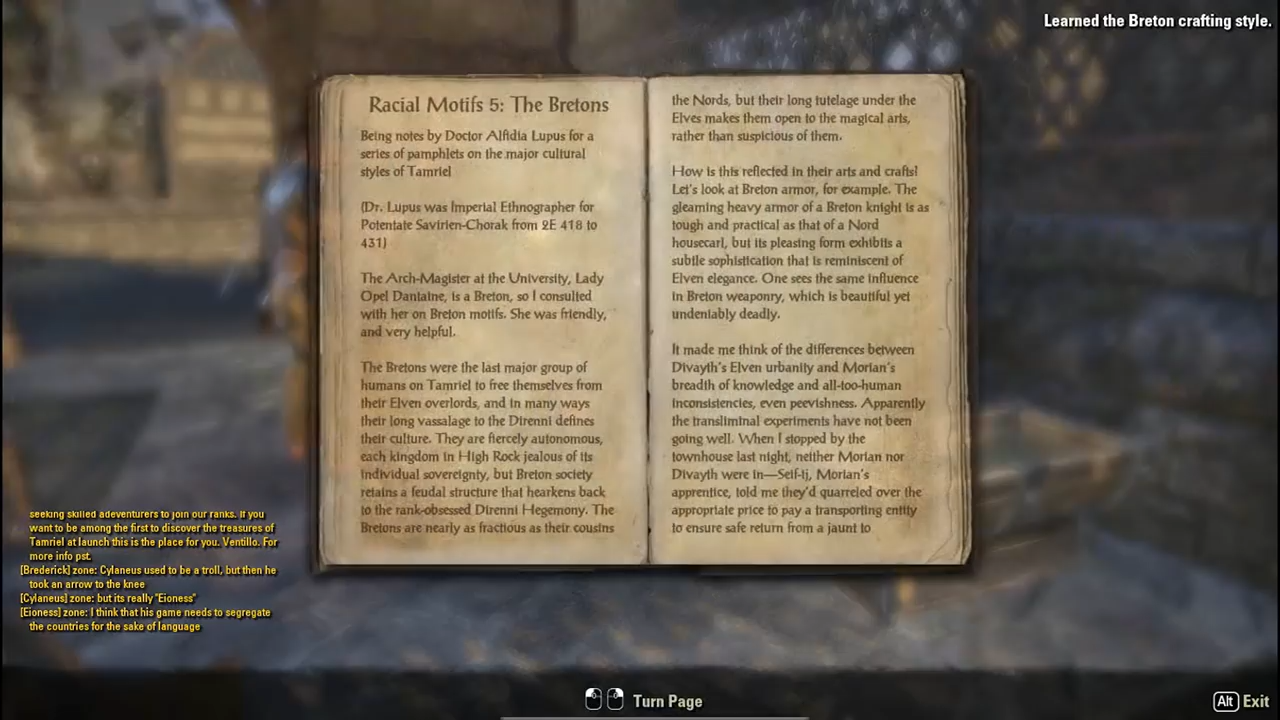 Learned the Breton crafting style.
Racial Motifs 5: The Bretons
Being notes by Doctor Alfidia Lupus for a
series of pamphlets on the major cultural
styles of Tamriel
(Dr. Lupus was Imperial Ethnographer for
Potentate Savirien-Chorak from 2E 418 to
431)
The Arch-Magister at the University, Lady
Opel Dantaine, is a Breton, so I consulted
with her on Breton motifs. She was friendly,
and very helpful.
The Bretons were the last major group of
humans on Tamriel to free themselves from
their Elven overlords, and in many ways
their long vassalage to the Direnni defines
their culture. They are fiercely autonomous,
each kingdom in High Rock jealous of its
individual sovereignty, but Breton society
retains a feudal structure that hearkens back
to the rank-obsessed Direnni Hegemony. The
Bretons are nearly as fractious as their cousins
the Nords, but their long tutelage under the
Elves makes them open to the magical arts,
rather than suspicious of them.
How is this reflected in their arts and crafts?
Let's look at Breton armor, for example. The
gleaming heavy armor of a Breton knight is as
tough and practical as that of a Nord
housecarl, but its pleasing form exhibits a
subtle sophistication that is reminiscent of
Elven elegance. One sees the same influence
in Breton weaponry, which is beautiful yet
undeniably deadly.
It made me think of the differences between
Divayth's Elven urbanity and Morian's
breadth of knowledge and all-too-human
inconsistencies, even peevishness. Apparently
the transliminal experiments have not been
going well. When I stopped by the
townhouse last night, neither Morian nor
Divayth were in—Seif-ij, Morian's
apprentice, told me they'd quarreled over the
appropriate price to pay a transporting entity
to ensure safe return from a jaunt to
seeking skilled adeventurers to join our ranks. If you
want to be among the first to discover the treasures of
Tamriel at launch this is the place for you. Ventillo. For
more info pst.
[Brederick] zone: Cylaneus used to be a troll, but then he
took an arrow to the knee
[Cylaneus] zone: but its really "Eioness"
[Eioness] zone: I think that his game needs to segregate
the countries for the sake of language
Turn Page
Alt Exit